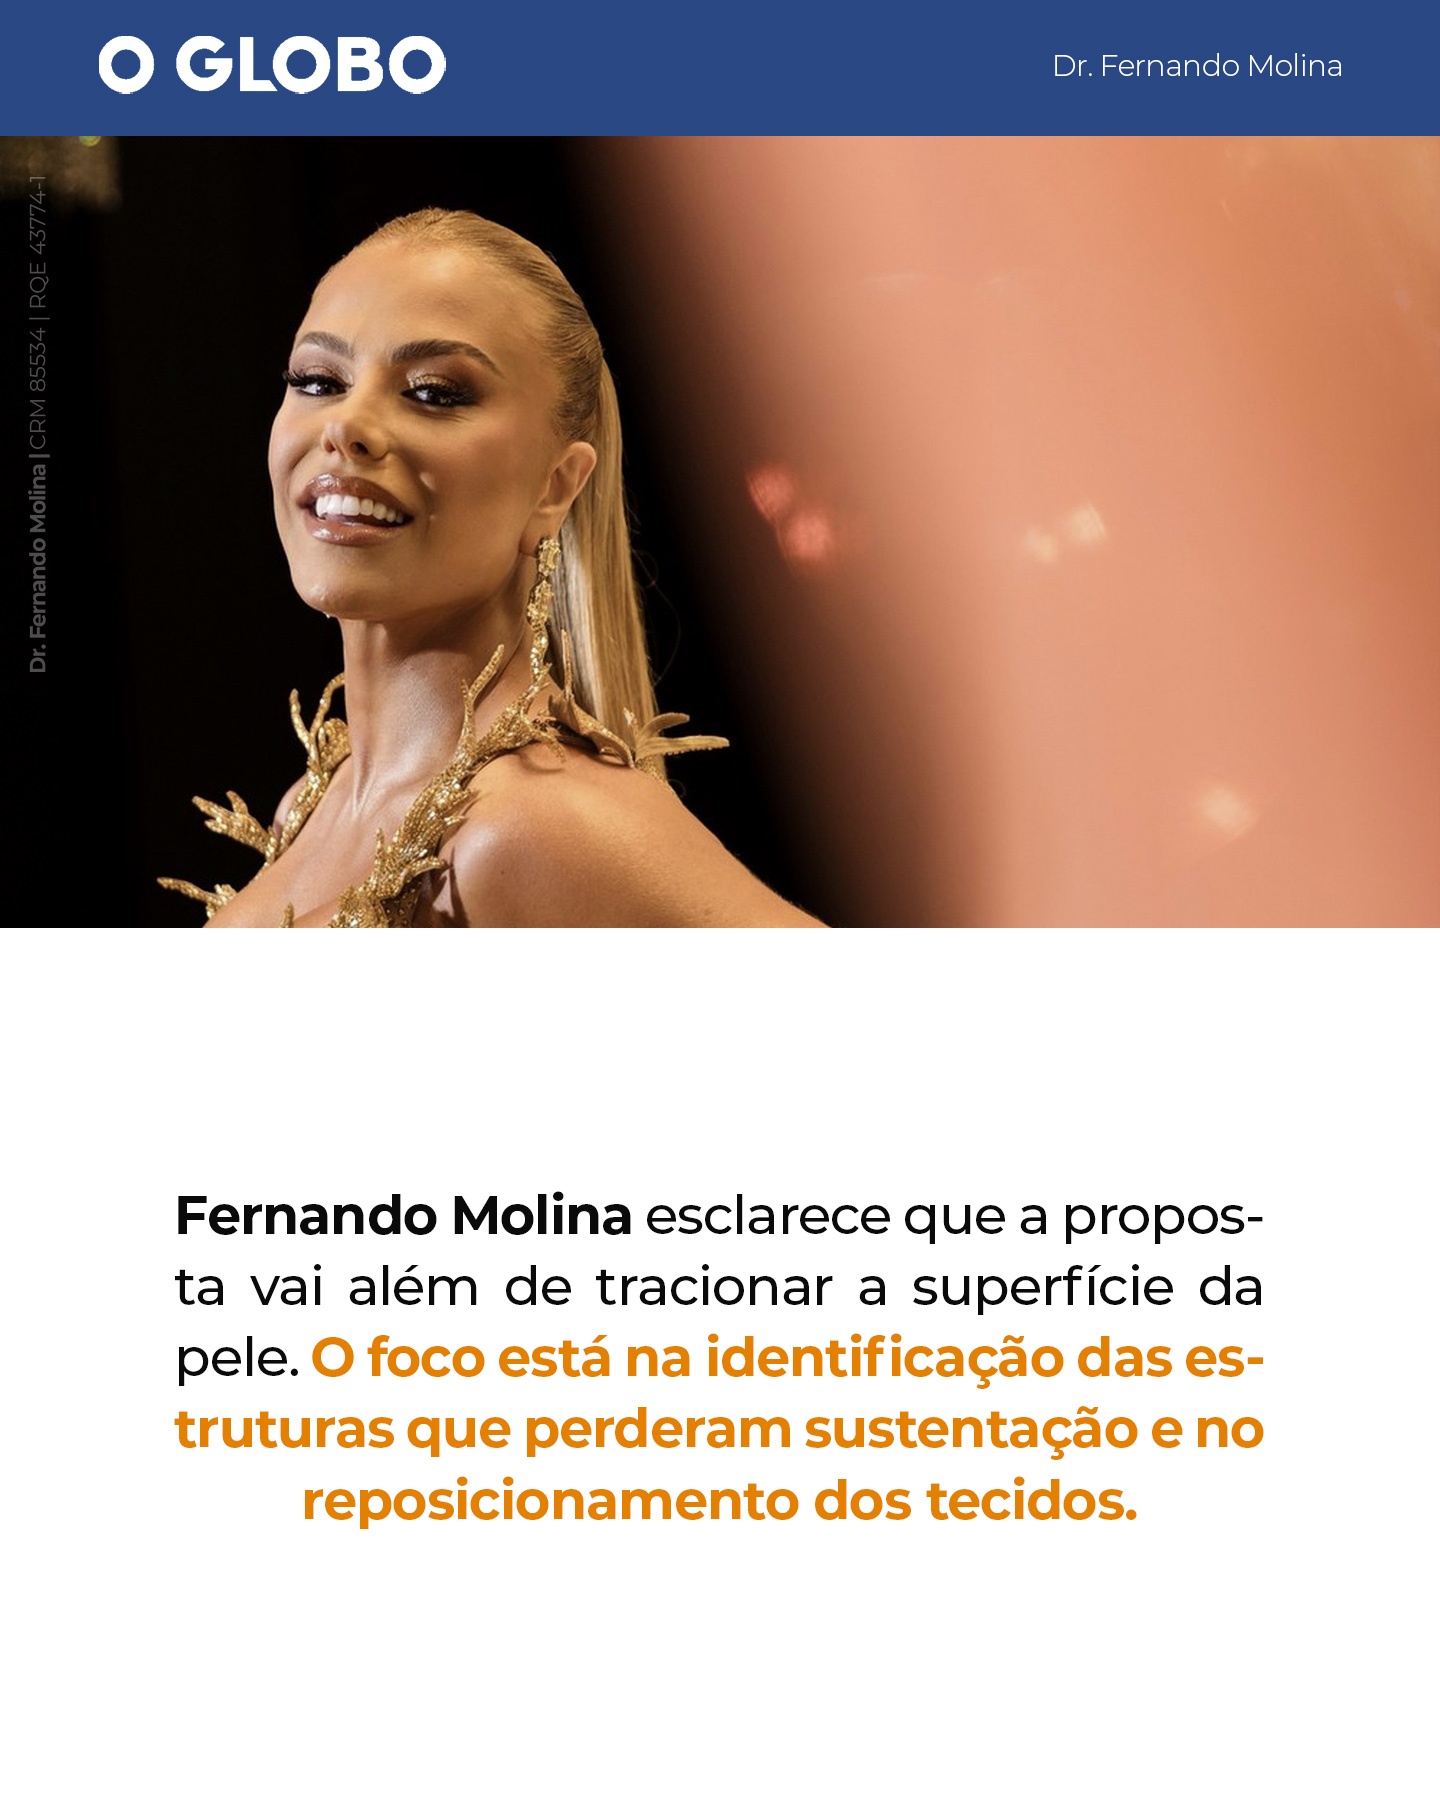 O GLOBO
Dr. Fernando Molina
Dr. Fernando Molina | CRM 85534 | RQE 43774-1
Fernando Molina esclarece que a propos-
ta vai além de tracionar a superfície da
pele. O foco está na identificação das es-
truturas que perderam sustentação e no
reposicionamento dos tecidos.